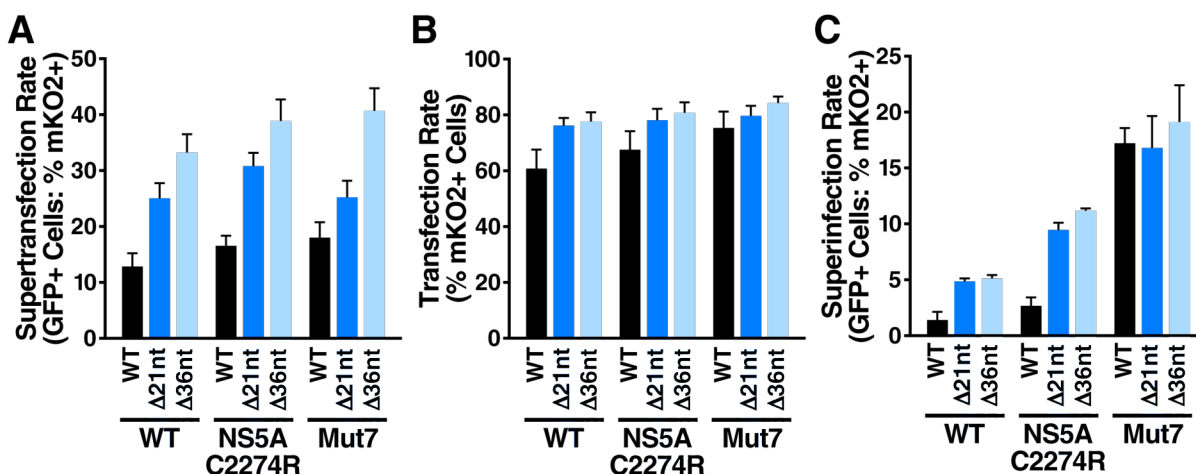 A
Supertransfection Rate
(GFP+ Cells: % mKO2+)
50
40
30
20
10
0
WT
Δ21nt
Δ36nt
WT
Δ21nt
Δ36nt
WT
Δ21nt
Δ36nt
WT
NS5A
C2274R
Mut7
B
Transfection Rate
(% mKO2+ Cells)
100
80
60
40
20
0
WT
Δ21nt
Δ36nt
WT
Δ21nt
Δ36nt
WT
Δ21nt
Δ36nt
WT
NS5A
C2274R
Mut7
C
Superinfection Rate
(GFP+ Cells: % mKO2+)
25
20
15
10
5
0
WT
Δ21nt
Δ36nt
WT
Δ21nt
Δ36nt
WT
Δ21nt
Δ36nt
WT
NS5A
C2274R
Mut7